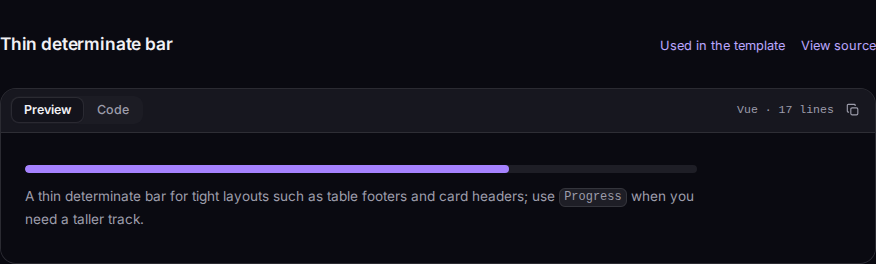 Thin determinate bar
Used in the template View source
Preview Code
Vue · 17 lines
A thin determinate bar for tight layouts such as table footers and card headers; use Progress when you
need a taller track.